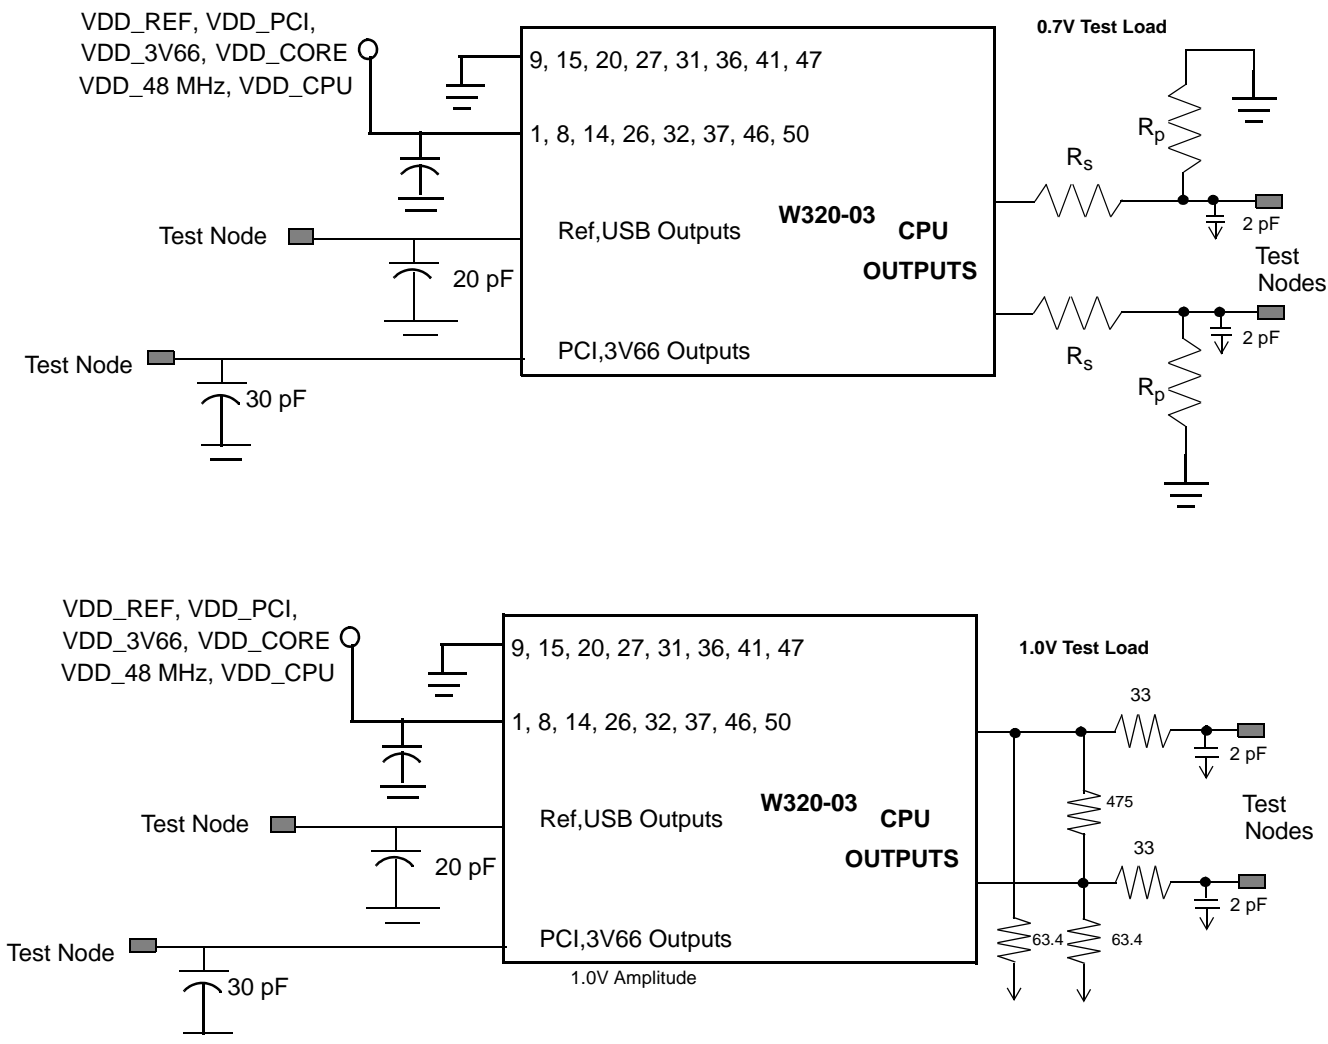 VDD_REF, VDD_PCI,
VDD_3V66, VDD_CORE
VDD_48 MHz, VDD_CPU
9, 15, 20, 27, 31, 36, 41, 47
0.7V Test Load
1, 8, 14, 26, 32, 37, 46, 50
Rp
Rs
Test Node
Ref,USB Outputs
W320-03
CPU
OUTPUTS
2 pF
Test
Nodes
20 pF
2 pF
Test Node
PCI,3V66 Outputs
Rs
Rp
30 pF
VDD_REF, VDD_PCI,
VDD_3V66, VDD_CORE
VDD_48 MHz, VDD_CPU
9, 15, 20, 27, 31, 36, 41, 47
1.0V Test Load
33
1, 8, 14, 26, 32, 37, 46, 50
2 pF
Test Node
Ref,USB Outputs
W320-03
CPU
OUTPUTS
475
Test
Nodes
33
20 pF
2 pF
Test Node
PCI,3V66 Outputs
63.4
63.4
1.0V Amplitude
30 pF